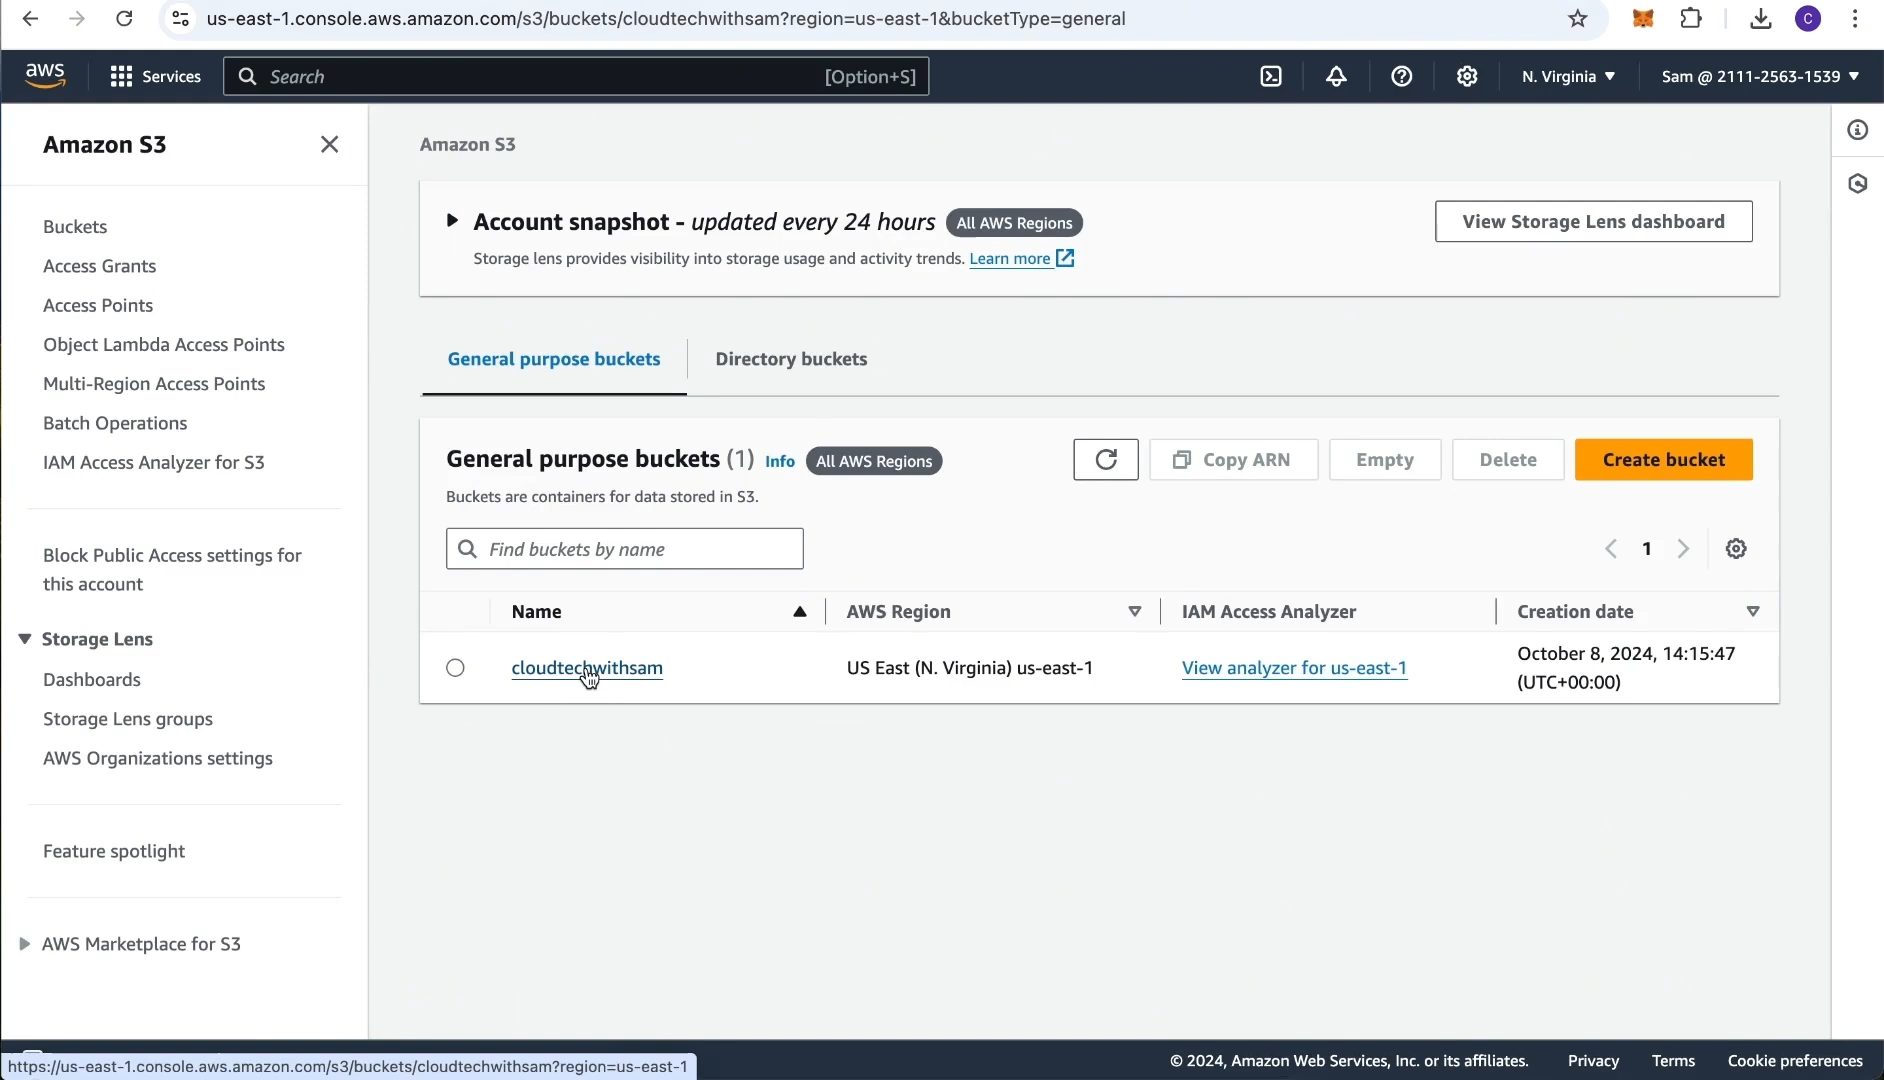 us-east-1.console.aws.amazon.com/s3/buckets/cloudtechwithsam?region=us-east-1&bucketType=general
C
aws
Services
Search
[Option+S]
N. Virginia
Sam @ 2111-2563-1539
Amazon S3
Buckets
Access Grants
Access Points
Object Lambda Access Points
Multi-Region Access Points
Batch Operations
IAM Access Analyzer for S3
Block Public Access settings for
this account
Storage Lens
Dashboards
Storage Lens groups
AWS Organizations settings
Feature spotlight
AWS Marketplace for S3
Amazon S3
Account snapshot - updated every 24 hours All AWS Regions
Storage lens provides visibility into storage usage and activity trends. Learn more
View Storage Lens dashboard
General purpose buckets
Directory buckets
General purpose buckets (1) Info All AWS Regions
Buckets are containers for data stored in S3.
Copy ARN
Empty
Delete
Create bucket
Find buckets by name
1
Name
AWS Region
IAM Access Analyzer
Creation date
cloudtechwithsam
US East (N. Virginia) us-east-1
View analyzer for us-east-1
October 8, 2024, 14:15:47
(UTC+00:00)
https://us-east-1.console.aws.amazon.com/s3/buckets/cloudtechwithsam?region=us-east-1
© 2024, Amazon Web Services, Inc. or its affiliates.
Privacy
Terms
Cookie preferences